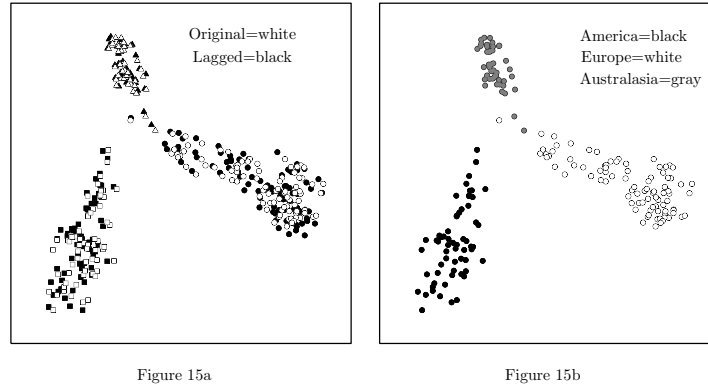 Original=white
Lagged=black
America=black
Europe=white
Australasia=gray
Figure 15a
Figure 15b